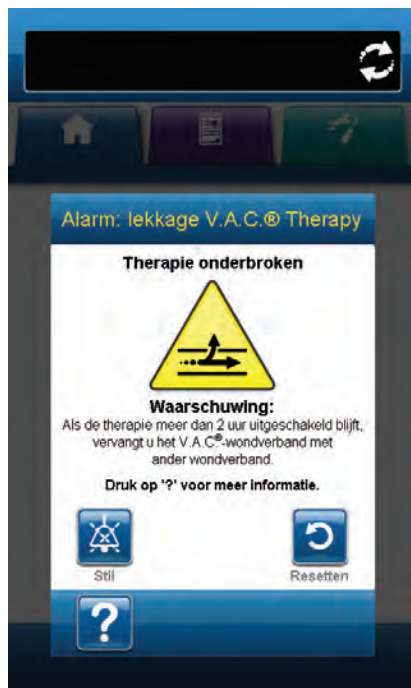 Alarm: lekkage V.A.C.® Therapy
Therapie onderbroken
Waarschuwing:
Als de therapie meer dan 2 uur uitgeschakeld blijft,
vervangt u het V.A.C®-wondverband met
ander wondverband.
Druk op '?' voor meer informatie.
Stil
Resetten
?